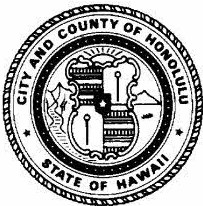 CITY AND COUNTY OF HONOLULU
STATE OF HAWAII